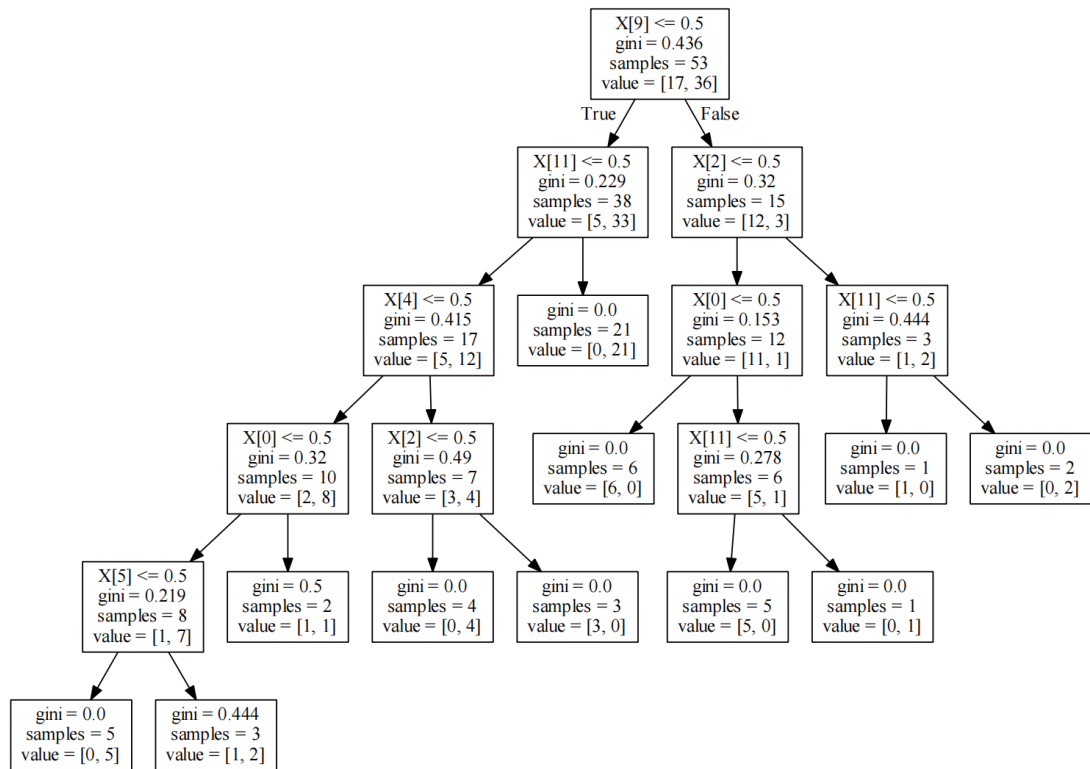 X[9] <= 0.5
gini = 0.436
samples = 53
value = [17, 36]
True
False
X[11] <= 0.5
gini = 0.229
samples = 38
value = [5, 33]
X[2] <= 0.5
gini = 0.32
samples = 15
value = [12, 3]
X[4] <= 0.5
gini = 0.415
samples = 17
value = [5, 12]
gini = 0.0
samples = 21
value = [0, 21]
X[0] <= 0.5
gini = 0.153
samples = 12
value = [11, 1]
X[11] <= 0.5
gini = 0.444
samples = 3
value = [1, 2]
X[0] <= 0.5
gini = 0.32
samples = 10
value = [2, 8]
X[2] <= 0.5
gini = 0.49
samples = 7
value = [3, 4]
gini = 0.0
samples = 6
value = [6, 0]
X[11] <= 0.5
gini = 0.278
samples = 6
value = [5, 1]
gini = 0.0
samples = 1
value = [1, 0]
gini = 0.0
samples = 2
value = [0, 2]
X[5] <= 0.5
gini = 0.219
samples = 8
value = [1, 7]
gini = 0.5
samples = 2
value = [1, 1]
gini = 0.0
samples = 4
value = [0, 4]
gini = 0.0
samples = 3
value = [3, 0]
gini = 0.0
samples = 5
value = [5, 0]
gini = 0.0
samples = 1
value = [0, 1]
gini = 0.0
samples = 5
value = [0, 5]
gini = 0.444
samples = 3
value = [1, 2]